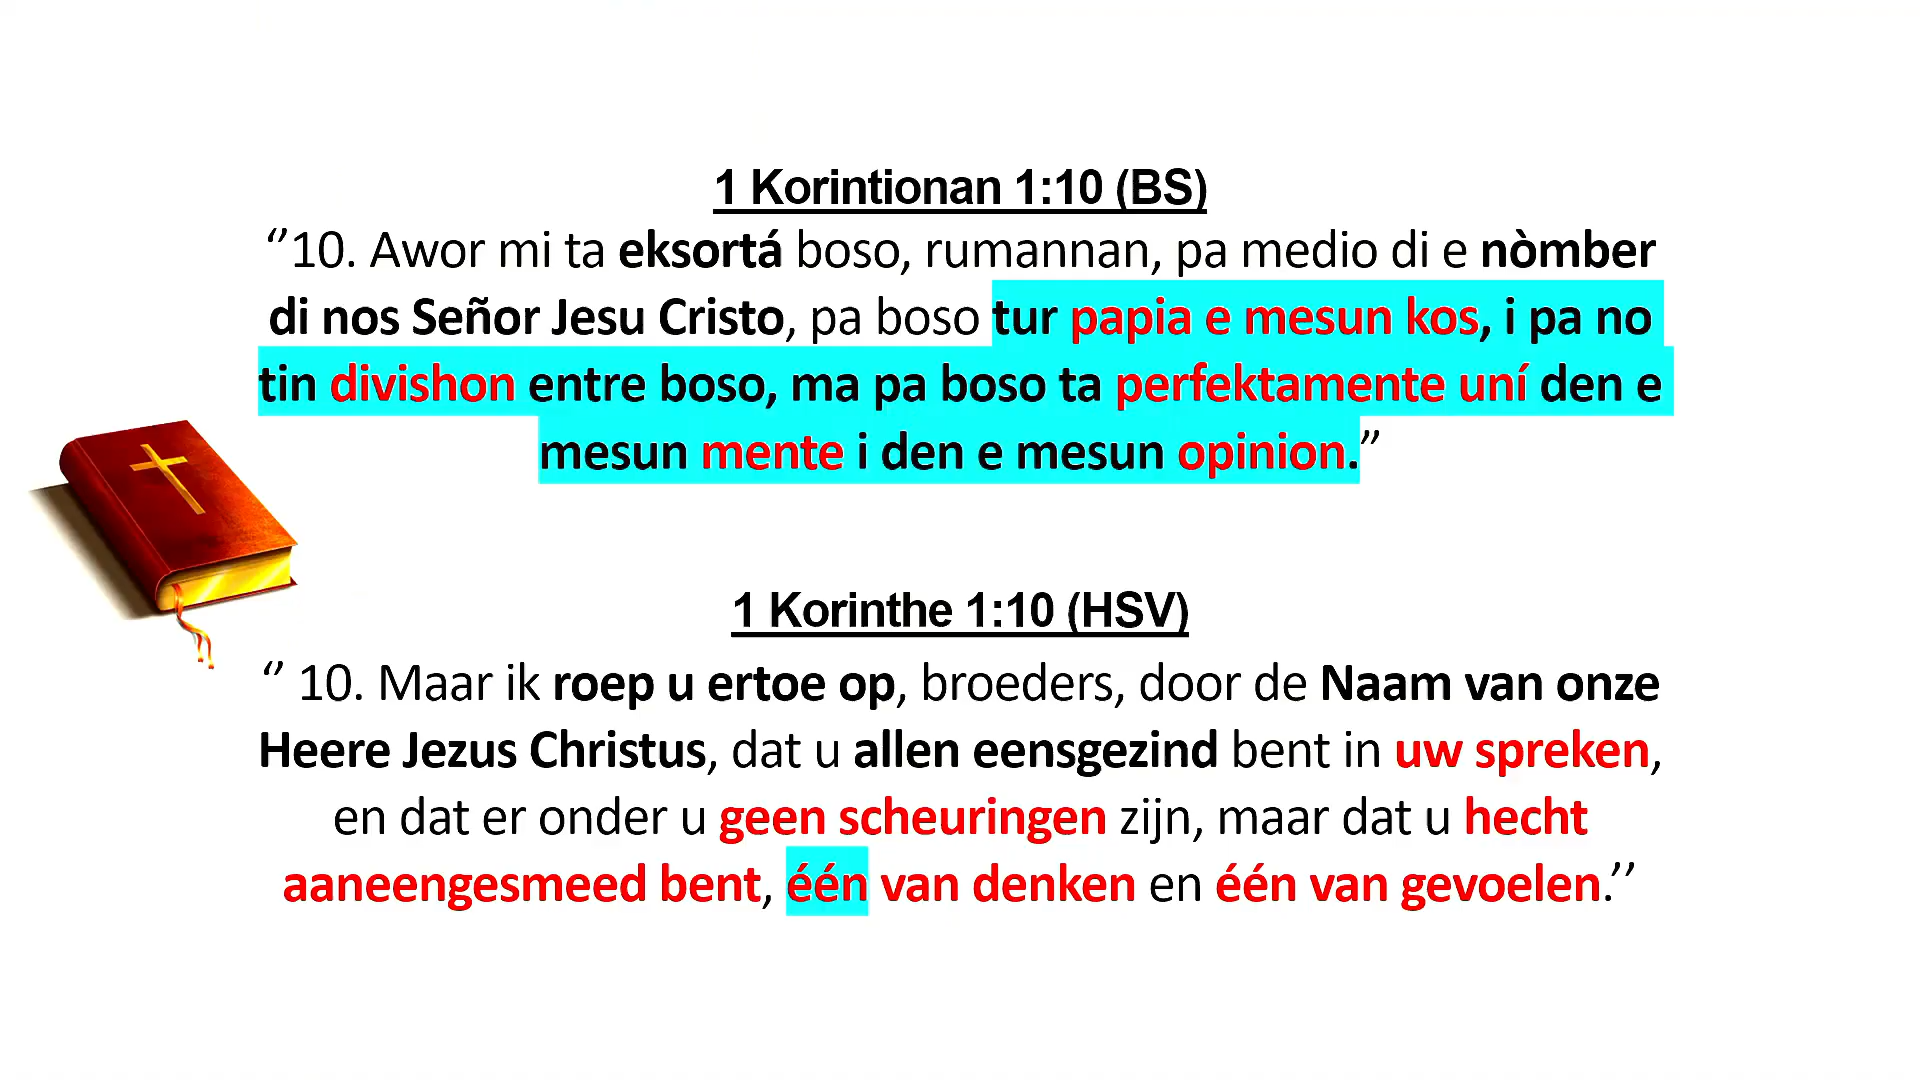 1 Korintionan 1:10 (BS)
‘’10. Awor mi ta eksortá boso, rumannan, pa medio di e nòmber
di nos Señor Jesu Cristo, pa boso tur papia e mesun kos, i pa no
tin divishon entre boso, ma pa boso ta perfektamente uní den e
mesun mente i den e mesun opinion.”
1 Korinthe 1:10 (HSV)
‘’ 10. Maar ik roep u ertoe op, broeders, door de Naam van onze
Heere Jezus Christus, dat u allen eensgezind bent in uw spreken,
en dat er onder u geen scheuringen zijn, maar dat u hecht
aaneengesmeed bent, één van denken en één van gevoelen.’’